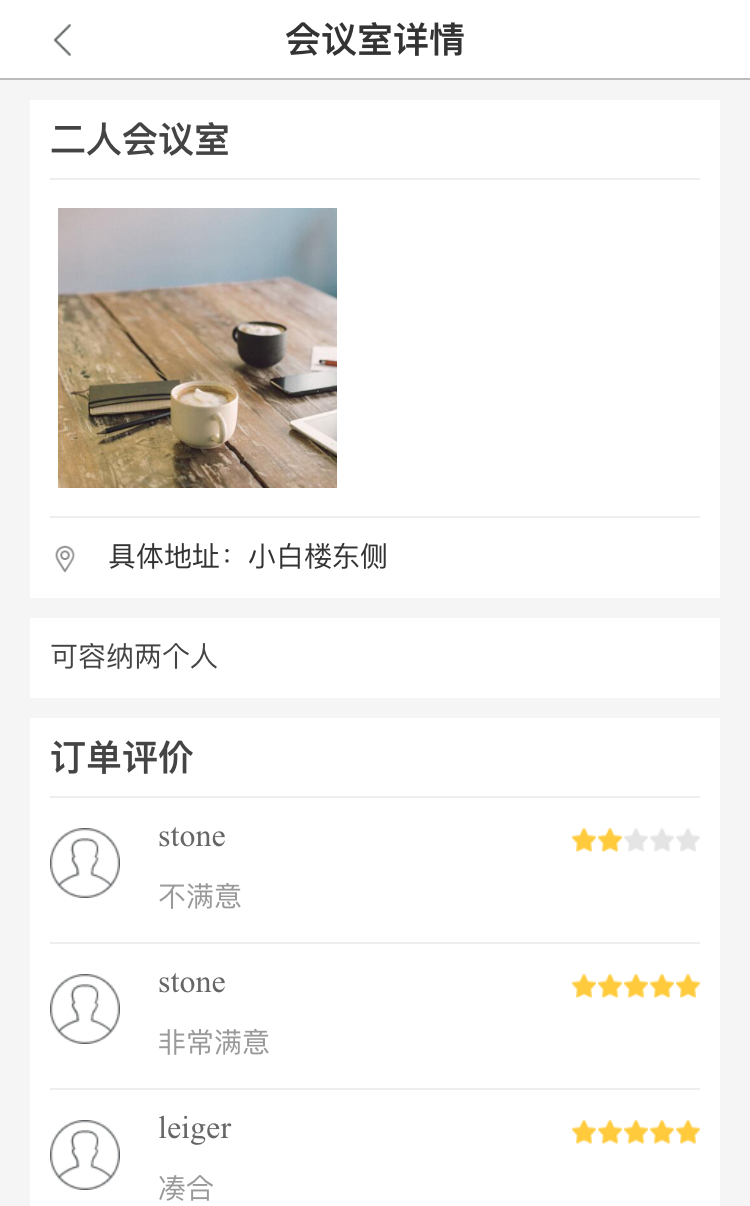 会议室详情
二人会议室
具体地址：小白楼东侧
可容纳两个人
订单评价
stone
不满意
stone
非常满意
leiger
凑合